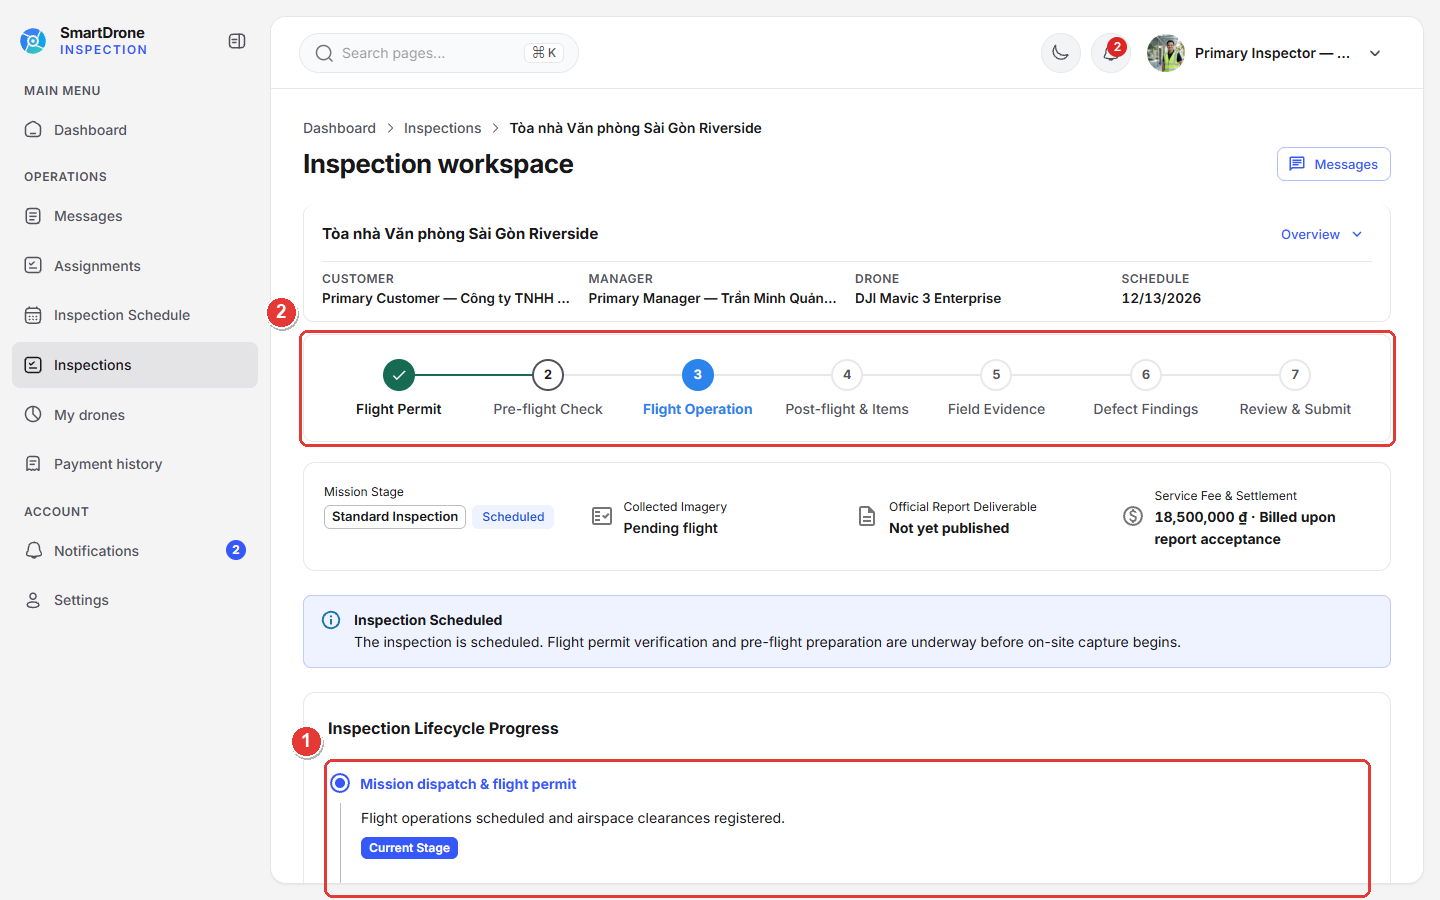 SmartDrone
INSPECTION
MAIN MENU
Dashboard
OPERATIONS
Messages
Assignments
Inspection Schedule
Inspections
My drones
Payment history
ACCOUNT
Notifications
2
Settings
Search pages...
⌘ K
2
Primary Inspector — ...
Dashboard > Inspections > Tòa nhà Văn phòng Sài Gòn Riverside
Inspection workspace
Messages
Tòa nhà Văn phòng Sài Gòn Riverside
Overview
CUSTOMER
Primary Customer — Công ty TNHH ...
MANAGER
Primary Manager — Trần Minh Quân...
DRONE
DJI Mavic 3 Enterprise
SCHEDULE
12/13/2026
2
Flight Permit
2
Pre-flight Check
3
Flight Operation
4
Post-flight & Items
5
Field Evidence
6
Defect Findings
7
Review & Submit
Mission Stage
Standard Inspection
Scheduled
Collected Imagery
Pending flight
Official Report Deliverable
Not yet published
Service Fee & Settlement
18,500,000 ₫ · Billed upon
report acceptance
Inspection Scheduled
The inspection is scheduled. Flight permit verification and pre-flight preparation are underway before on-site capture begins.
Inspection Lifecycle Progress
1
Mission dispatch & flight permit
Flight operations scheduled and airspace clearances registered.
Current Stage